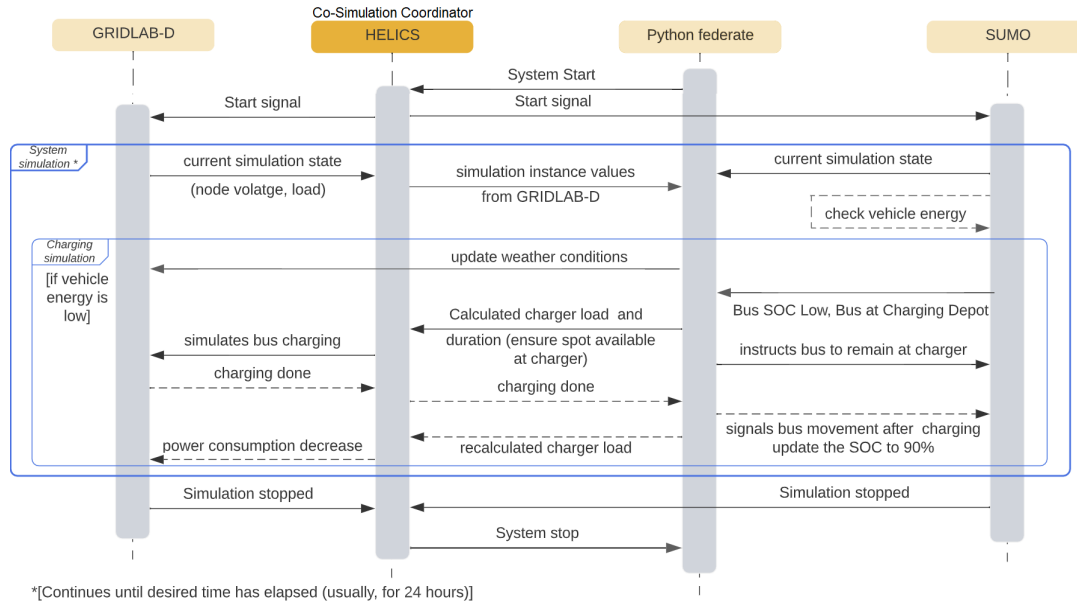 Co-Simulation Coordinator
GRIDLAB-D
HELICS
Python federate
SUMO
System Start
Start signal
Start signal
System
simulation *
current simulation state
(node volatge, load)
simulation instance values
from GRIDLAB-D
current simulation state
check vehicle energy
Charging
simulation
[if vehicle
energy is
low]
update weather conditions
Bus SOC Low, Bus at Charging Depot
Calculated charger load and
duration (ensure spot available
at charger)
simulates bus charging
instructs bus to remain at charger
charging done
charging done
signals bus movement after charging
update the SOC to 90%
recalculated charger load
power consumption decrease
Simulation stopped
Simulation stopped
System stop
*[Continues until desired time has elapsed (usually, for 24 hours)]